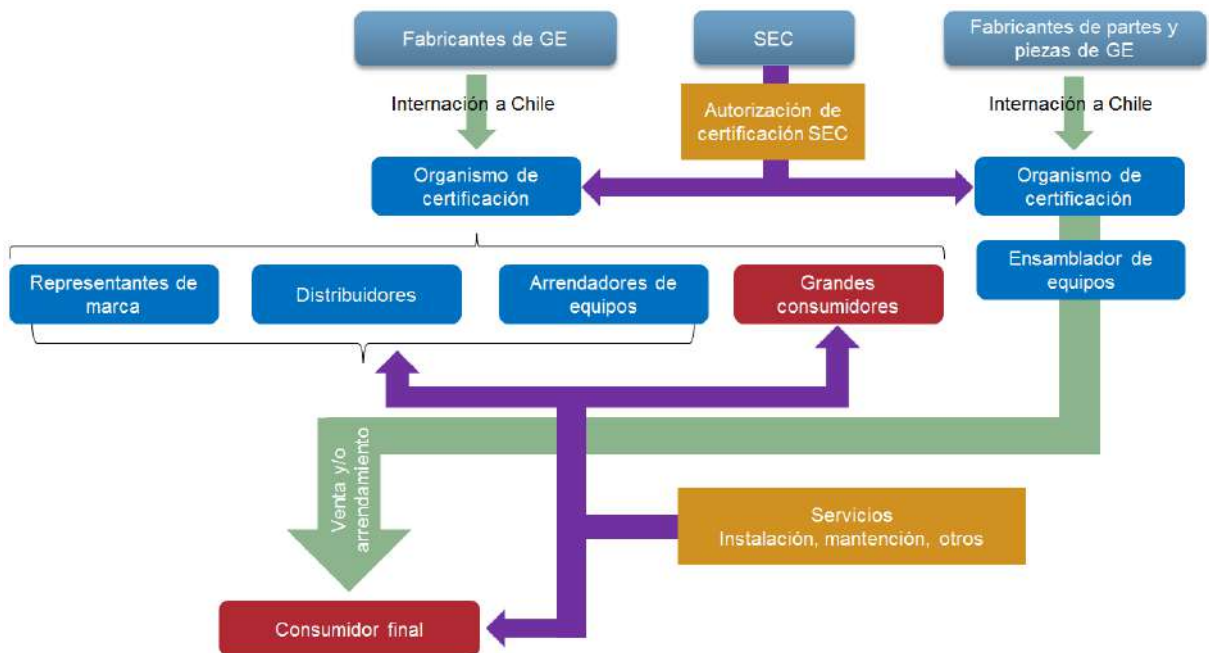 Fabricantes de GE
SEC
Fabricantes de partes y
piezas de GE
Internación a Chile
Autorización de
certificación SEC
Internación a Chile
Organismo de
certificación
Organismo de
certificación
Representantes de
marca
Distribuidores
Arrendadores de
equipos
Grandes
consumidores
Ensamblador de
equipos
Venta y/o
arrendamiento
Servicios
Instalación, mantención, otros
Consumidor final